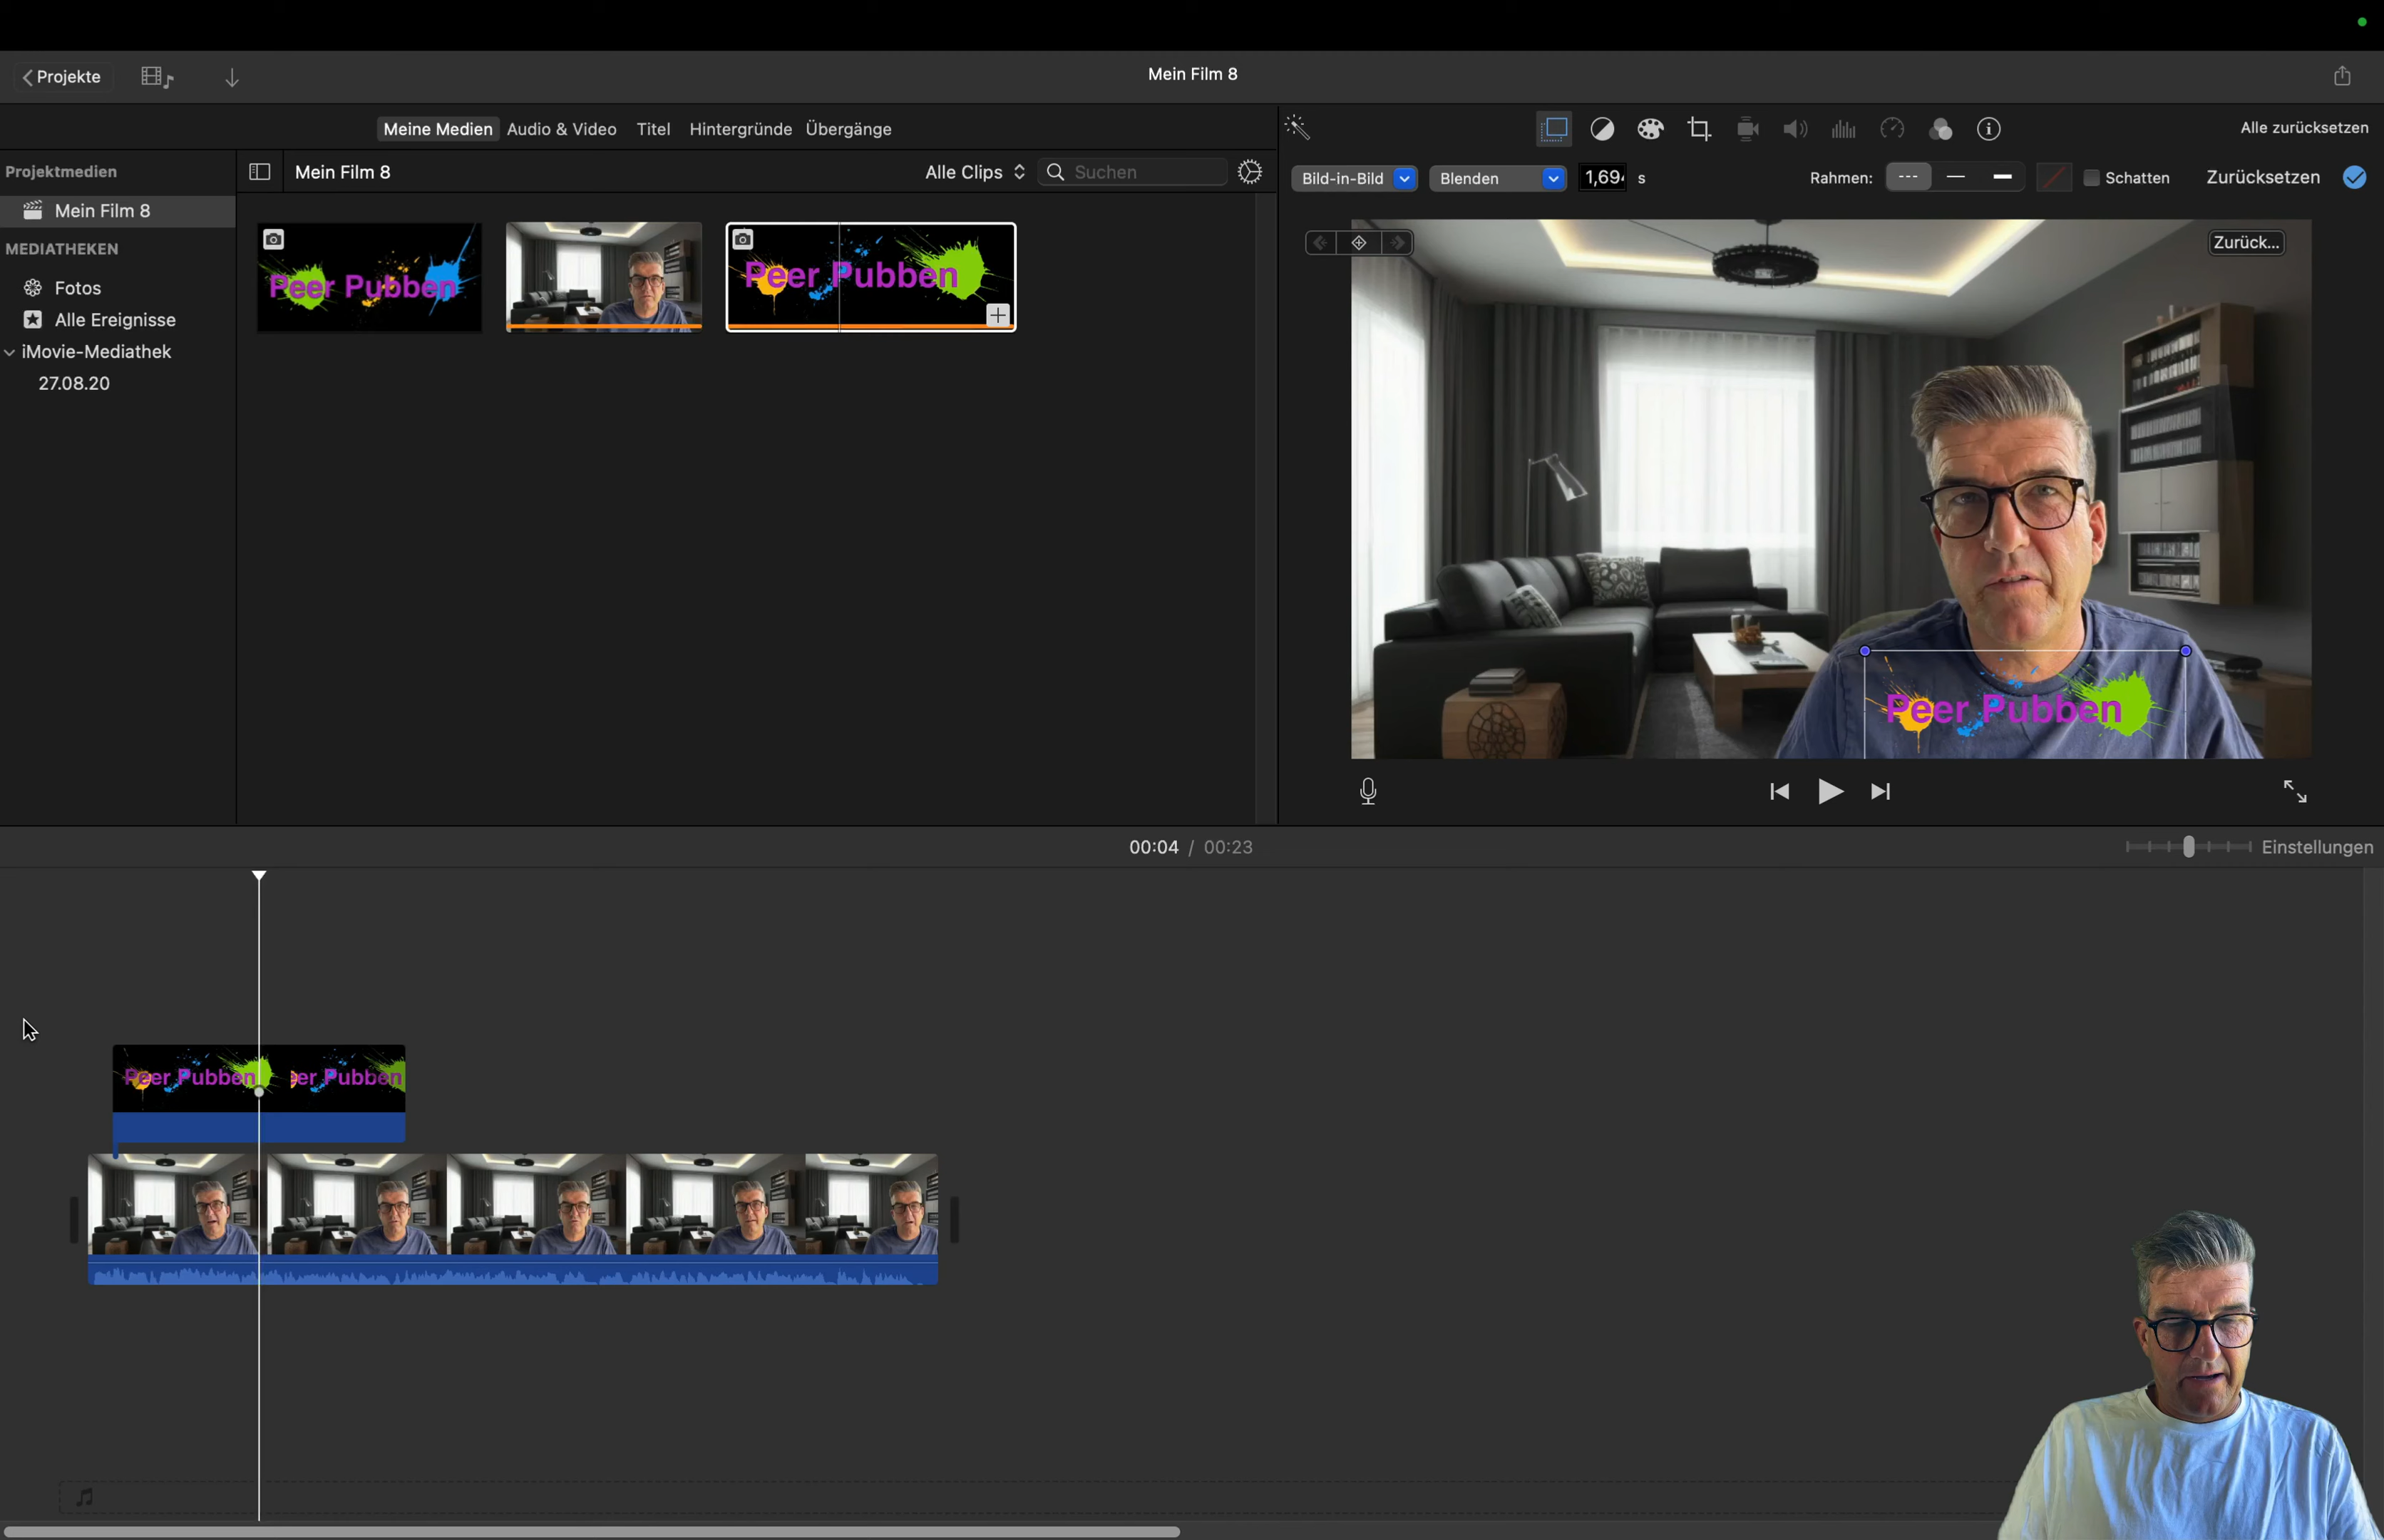 Projekte
Mein Film 8
Meine Medien Audio & Video Titel Hintergründe Übergänge
Alle zurücksetzen
Projektmedien
Mein Film 8
Alle Clips
Suchen
Bild-in-Bild
Blenden
1,694 s
Rahmen:
Schatten
Zurücksetzen
Mein Film 8
MEDIATHEKEN
Fotos
Alle Ereignisse
iMovie-Mediathek
27.08.20
Peer Pubben
Peer Pubben
Zurück...
Peer Pubben
00:04 / 00:23
Einstellungen
Peer Pubben
er Pubben